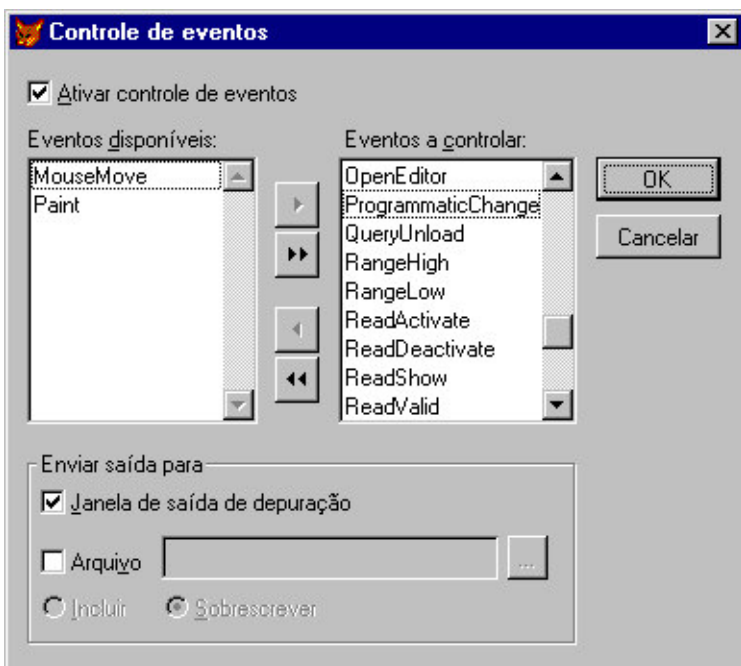 Controle de eventos
Ativar controle de eventos
Eventos disponíveis:
MouseMove
Paint
Eventos a controlar:
OpenEditor
ProgrammaticChange
QueryUnload
RangeHigh
RangeLow
ReadActivate
ReadDeactivate
ReadShow
ReadValid
OK
Cancelar
Enviar saída para
Janela de saída de depuração
Arquivo
...
Incluir
Sobrescrever